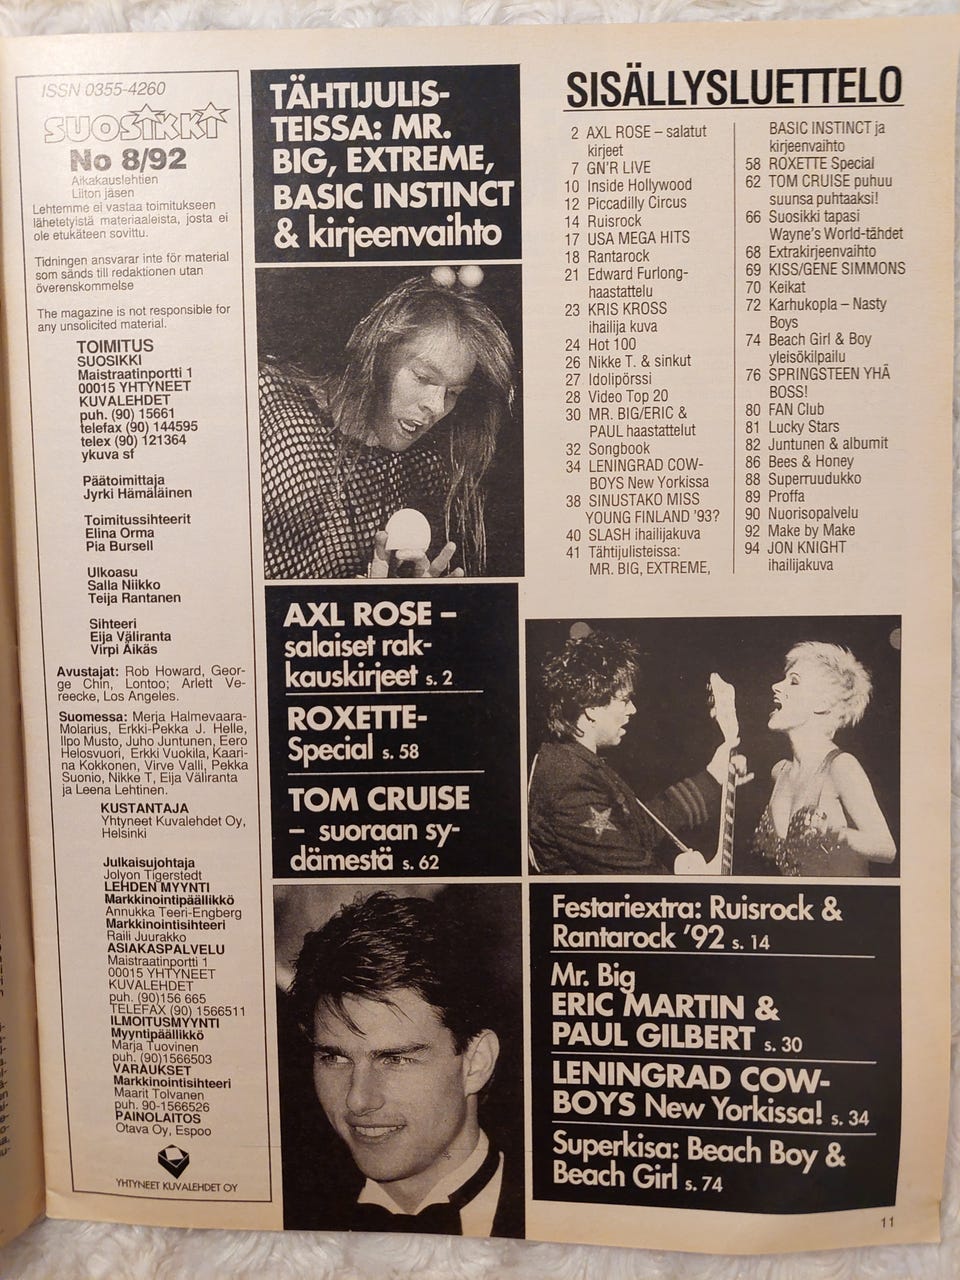 ISSN 0355-4260
SUOSIKKI
No 8/92
Aikakauslehtien
Liiton jäsen
Lehtemme ei vastaa toimitukseen
lähetetyistä materiaaleista, josta ei
ole etukäteen sovittu.
Tidningen ansvarar inte för material
som sänds till redaktionen utan
överenskommelse
The magazine is not responsible for
any unsolicited material.
TOIMITUS
SUOSIKKI
Maistraatinportti 1
00015 YHTYNEET
KUVALEHDET
puh. (90) 15661
telefax (90) 144595
telex (90) 121364
ykuva sf
Päätoimittaja
Jyrki Hämäläinen
Toimitussihteerit
Elina Orma
Pia Bursell
Ulkoasu
Salla Niikko
Teija Rantanen
Sihteeri
Eija Väliranta
Virpi Äikäs
Avustajat: Rob Howard, Geor-
ge Chin, Lontoo; Arlett Ve-
reecke, Los Angeles.
Suomessa: Merja Halmevaara-
Molarius, Erkki-Pekka J. Helle,
Ilpo Musto, Juho Juntunen, Eero
Helosvuori, Erkki Vuokila, Kaari-
na Kokkonen, Virve Valli, Pekka
Suonio, Nikke T, Eija Väliranta
ja Leena Lehtinen.
KUSTANTAJA
Yhtyneet Kuvalehdet Oy,
Helsinki
Julkaisujohtaja
Jolyon Tigerstedt
LEHDEN MYYNTI
Markkinointipäällikkö
Annukka Teeri-Engberg
Markkinointisihteeri
Raili Juurakko
ASIAKASPALVELU
Maistraatinportti 1
00015 YHTYNEET
KUVALEHDET
puh. (90)156 665
TELEFAX (90) 1566511
ILMOITUSMYYNTI
Myyntipäällikkö
Marja Tuovinen
puh. (90)1566503
VARAUKSET
Markkinointisihteeri
Maarit Tolvanen
puh. 90-1566526
PAINOLAITOS
Otava Oy, Espoo
YHTYNEET KUVALEHDET OY
TÄHTIJULIS-
TEISSA: MR.
BIG, EXTREME,
BASIC INSTINCT
& kirjeenvaihto
AXL ROSE –
salaiset rak-
kauskirjeet s. 2
ROXETTE-
Special s. 58
TOM CRUISE
– suoraan sy-
dämestä s. 62
SISÄLLYSLUETTELO
2 AXL ROSE – salatut
kirjeet
7 GN'R LIVE
10 Inside Hollywood
12 Piccadilly Circus
14 Ruisrock
17 USA MEGA HITS
18 Rantarock
21 Edward Furlong-
haastattelu
23 KRIS KROSS
ihailija kuva
24 Hot 100
26 Nikke T. & sinkut
27 Idolipörssi
28 Video Top 20
30 MR. BIG/ERIC &
PAUL haastattelut
32 Songbook
34 LENINGRAD COW-
BOYS New Yorkissa
38 SINUSTAKO MISS
YOUNG FINLAND '93?
40 SLASH ihailijakuva
41 Tähtijulisteissa:
MR. BIG, EXTREME,
BASIC INSTINCT ja
kirjeenvaihto
58 ROXETTE Special
62 TOM CRUISE puhuu
suunsa puhtaaksi!
66 Suosikki tapasi
Wayne's World-tähdet
68 Extrakirjeenvaihto
69 KISS/GENE SIMMONS
70 Keikat
72 Karhukopla – Nasty
Boys
74 Beach Girl & Boy
yleisökilpailu
76 SPRINGSTEEN YHÄ
BOSS!
80 FAN Club
81 Lucky Stars
82 Juntunen & albumit
86 Bees & Honey
88 Superruudukko
89 Proffa
90 Nuorisopalvelu
92 Make by Make
94 JON KNIGHT
ihailijakuva
Festariextra: Ruisrock &
Rantarock '92 s. 14
Mr. Big
ERIC MARTIN &
PAUL GILBERT s. 30
LENINGRAD COW-
BOYS New Yorkissa! s. 34
Superkisa: Beach Boy &
Beach Girl s. 74
11